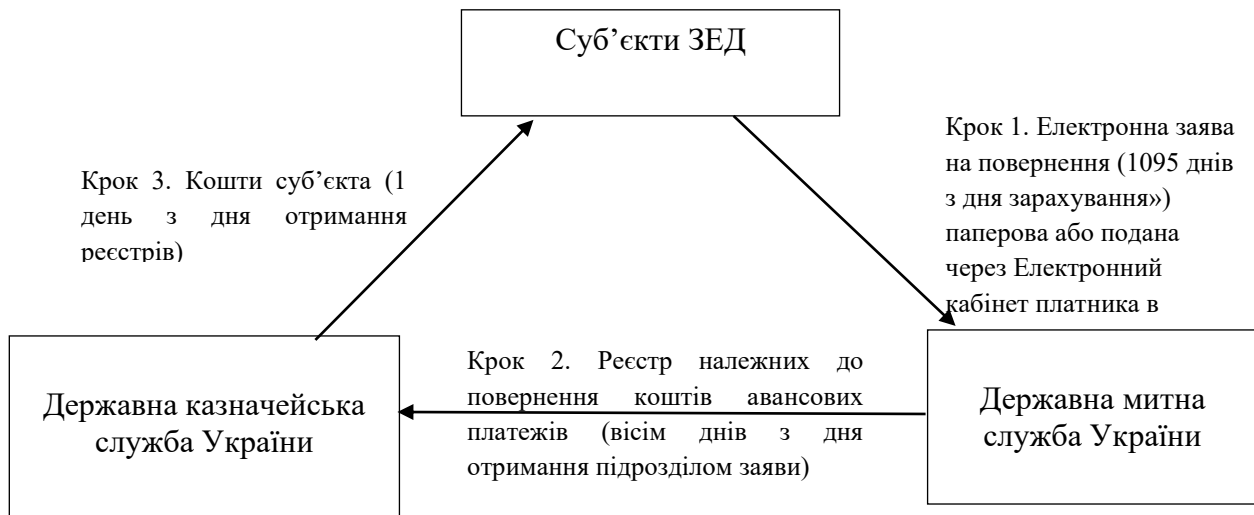 Суб’єкти ЗЕД
Крок 1. Електронна заява
на повернення (1095 днів
з дня зарахування»)
паперова або подана
через Електронний
кабінет платника в
Крок 3. Кошти суб’єкта (1
день з дня отримання
реєстрів)
Крок 2. Реєстр належних до
повернення коштів авансових
платежів (вісім днів з дня
отримання підрозділом заяви)
Державна казначейська
служба України
Державна митна
служба України